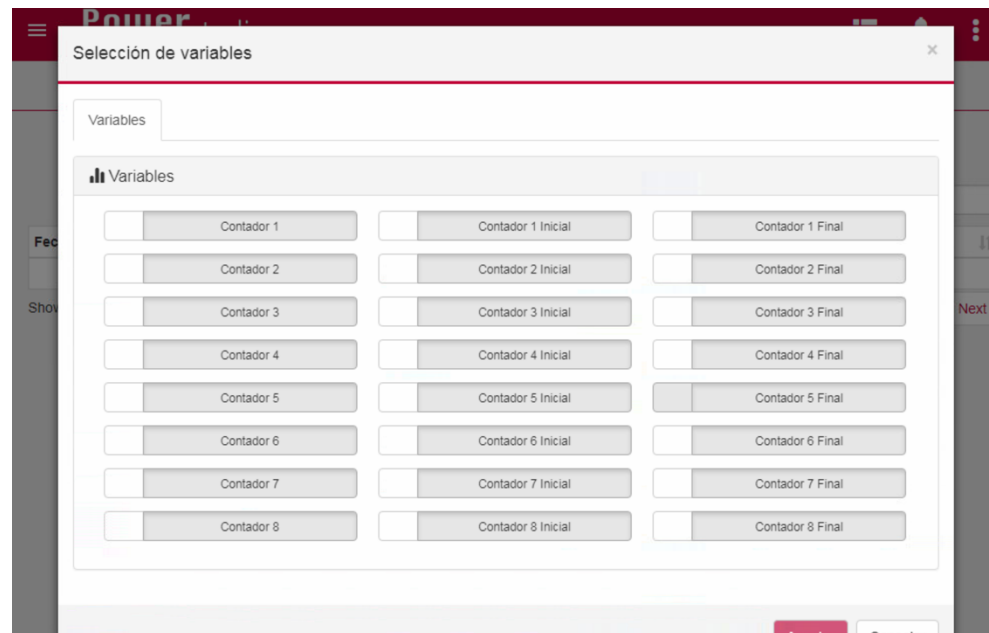 Power
Selección de variables ×
Variables
Variables
Contador 1 Contador 1 Inicial Contador 1 Final
Fec
Contador 2 Contador 2 Inicial Contador 2 Final
Show Contador 3 Contador 3 Inicial Contador 3 Final Next
Contador 4 Contador 4 Inicial Contador 4 Final
Contador 5 Contador 5 Inicial Contador 5 Final
Contador 6 Contador 6 Inicial Contador 6 Final
Contador 7 Contador 7 Inicial Contador 7 Final
Contador 8 Contador 8 Inicial Contador 8 Final